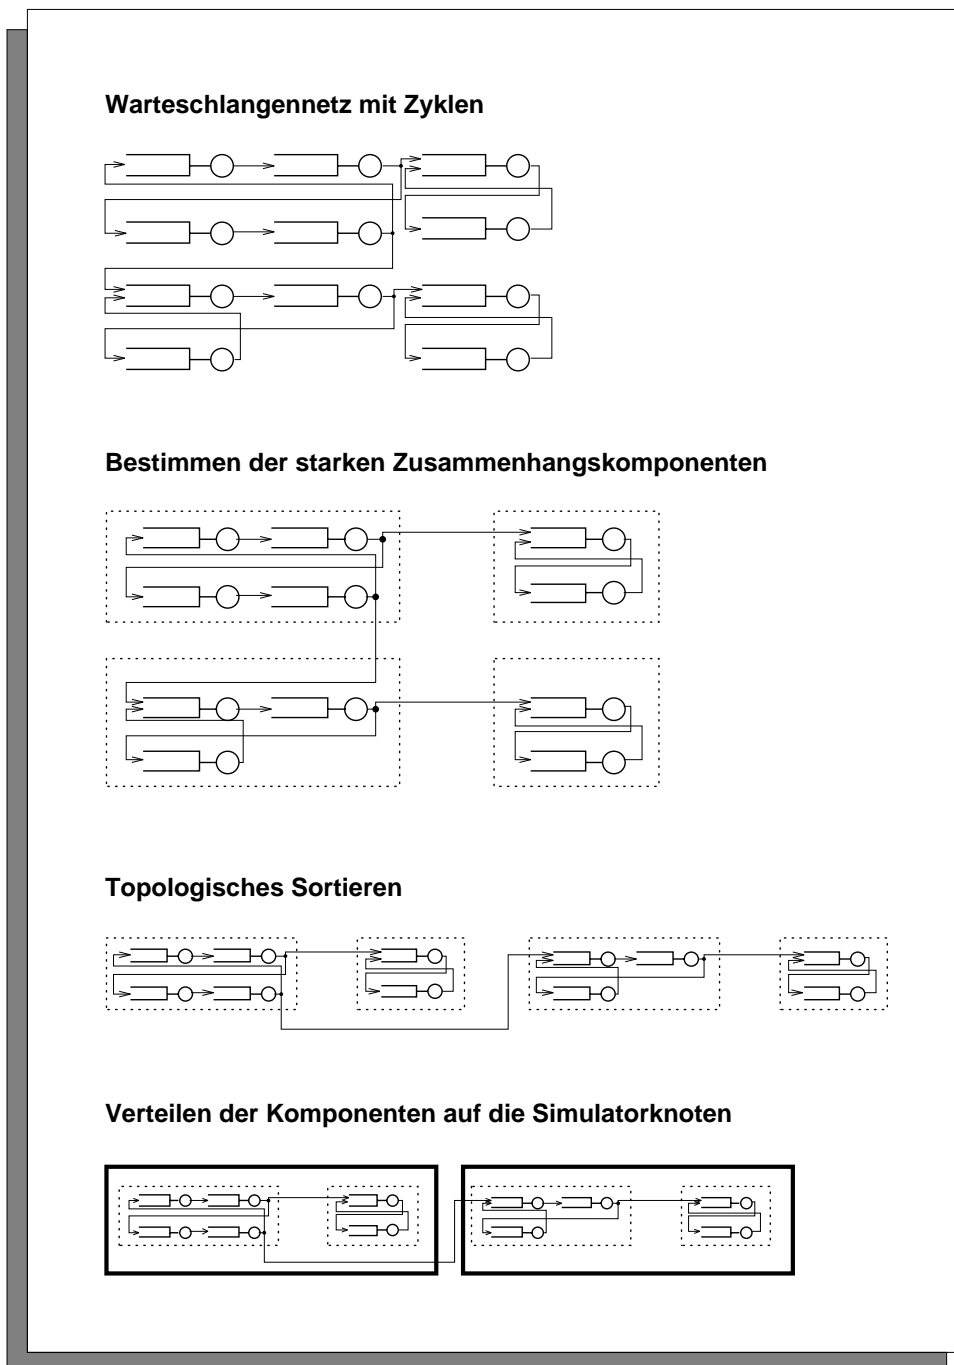 Warteschlangennetz mit Zyklen
Bestimmen der starken Zusammenhangskomponenten
Topologisches Sortieren
Verteilen der Komponenten auf die Simulatorknoten